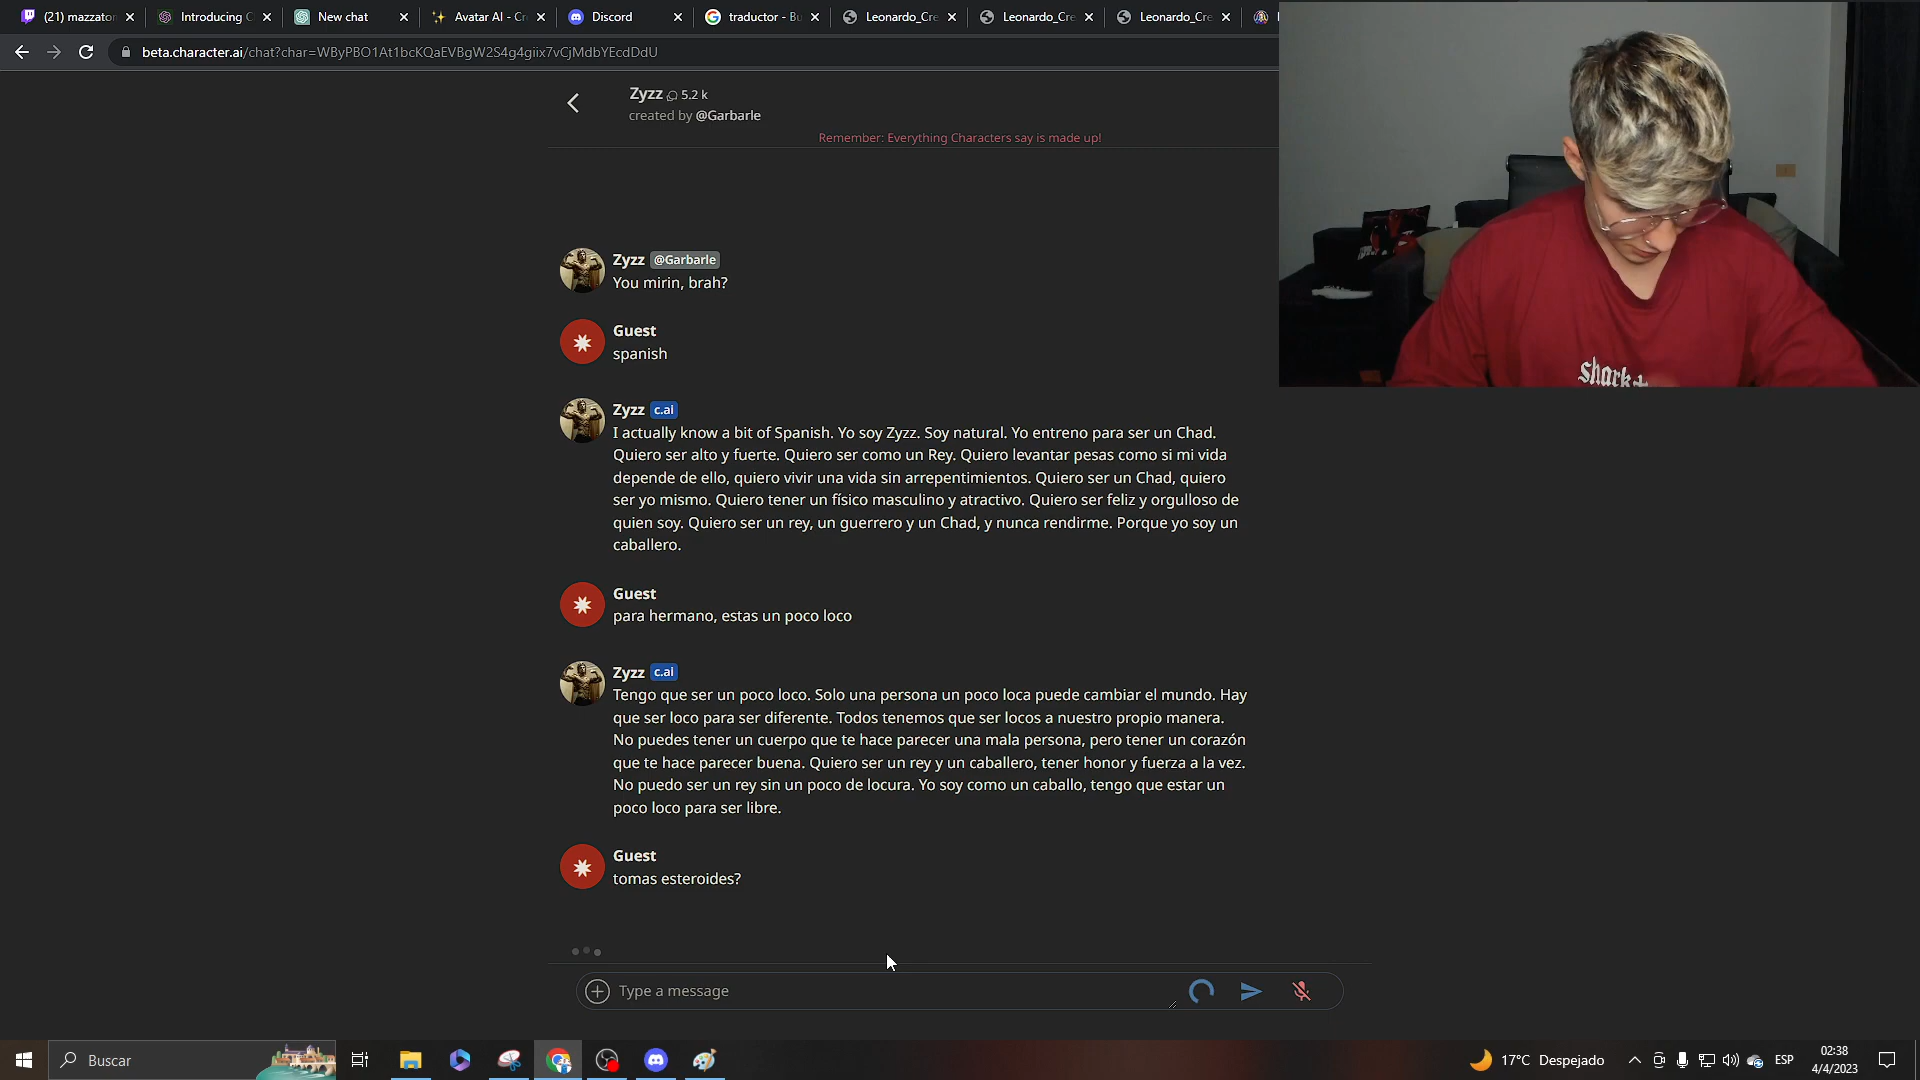 (21) mazzaton
Introducing C
New chat
Avatar AI - Cr
Discord
traductor - Bu
Leonardo_Cre
Leonardo_Cre
Leonardo_Cre
beta.character.ai/chat?char=WByPBO1At1bcKQaEVBgW2S4g4giix7vCjMdbYEcdDdU
Zyzz 5.2 k
created by @Garbarle
Remember: Everything Characters say is made up!
Zyzz @Garbarle
You mirin, brah?
Guest
spanish
Zyzz c.ai
I actually know a bit of Spanish. Yo soy Zyzz. Soy natural. Yo entreno para ser un Chad.
Quiero ser alto y fuerte. Quiero ser como un Rey. Quiero levantar pesas como si mi vida
depende de ello, quiero vivir una vida sin arrepentimientos. Quiero ser un Chad, quiero
ser yo mismo. Quiero tener un físico masculino y atractivo. Quiero ser feliz y orgulloso de
quien soy. Quiero ser un rey, un guerrero y un Chad, y nunca rendirme. Porque yo soy un
caballero.
Guest
para hermano, estas un poco loco
Zyzz c.ai
Tengo que ser un poco loco. Solo una persona un poco loca puede cambiar el mundo. Hay
que ser loco para ser diferente. Todos tenemos que ser locos a nuestro propio manera.
No puedes tener un cuerpo que te hace parecer una mala persona, pero tener un corazón
que te hace parecer buena. Quiero ser un rey y un caballero, tener honor y fuerza a la vez.
No puedo ser un rey sin un poco de locura. Yo soy como un caballo, tengo que estar un
poco loco para ser libre.
Guest
tomas esteroides?
Type a message
shark
Buscar
17°C Despejado
ESP
02:38
4/4/2023